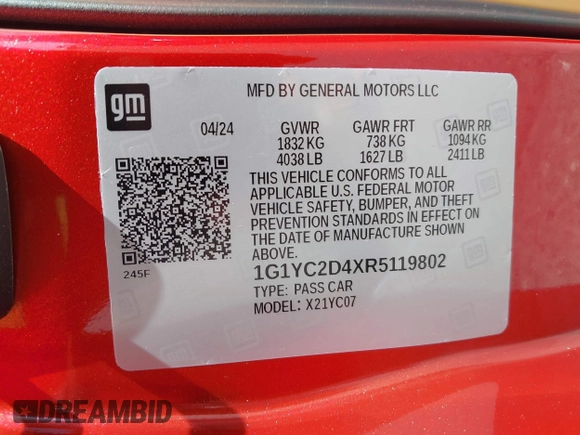 gm
MFD BY GENERAL MOTORS LLC
04/24 GVWR GAWR FRT GAWR RR
1832 KG 738 KG 1094 KG
4038 LB 1627 LB 2411 LB
THIS VEHICLE CONFORMS TO ALL
APPLICABLE U.S. FEDERAL MOTOR
VEHICLE SAFETY, BUMPER, AND THEFT
PREVENTION STANDARDS IN EFFECT ON
THE DATE OF MANUFACTURE SHOWN
ABOVE.
1G1YC2D4XR5119802
TYPE: PASS CAR
MODEL: X21YC07
245F
DREAMBID